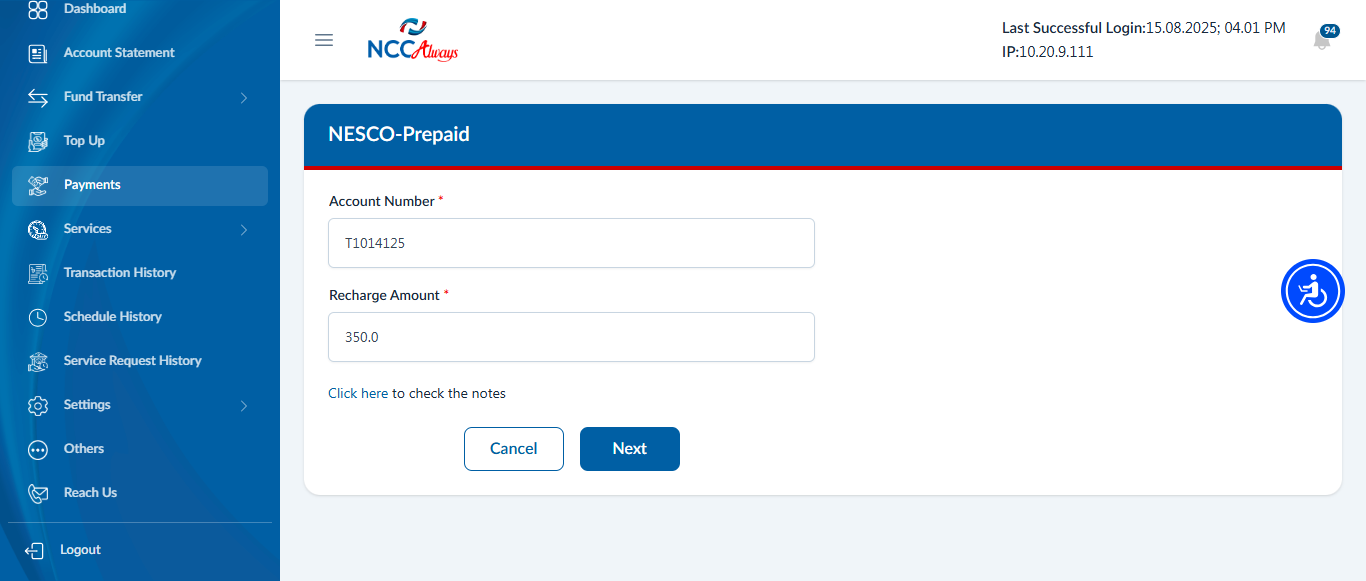 Dashboard
Account Statement
Fund Transfer
Top Up
Payments
Services
Transaction History
Schedule History
Service Request History
Settings
Others
Reach Us
Logout
NCCAlways
Last Successful Login:15.08.2025; 04.01 PM
IP:10.20.9.111
94
NESCO-Prepaid
Account Number *
T1014125
Recharge Amount *
350.0
Click here to check the notes
Cancel
Next